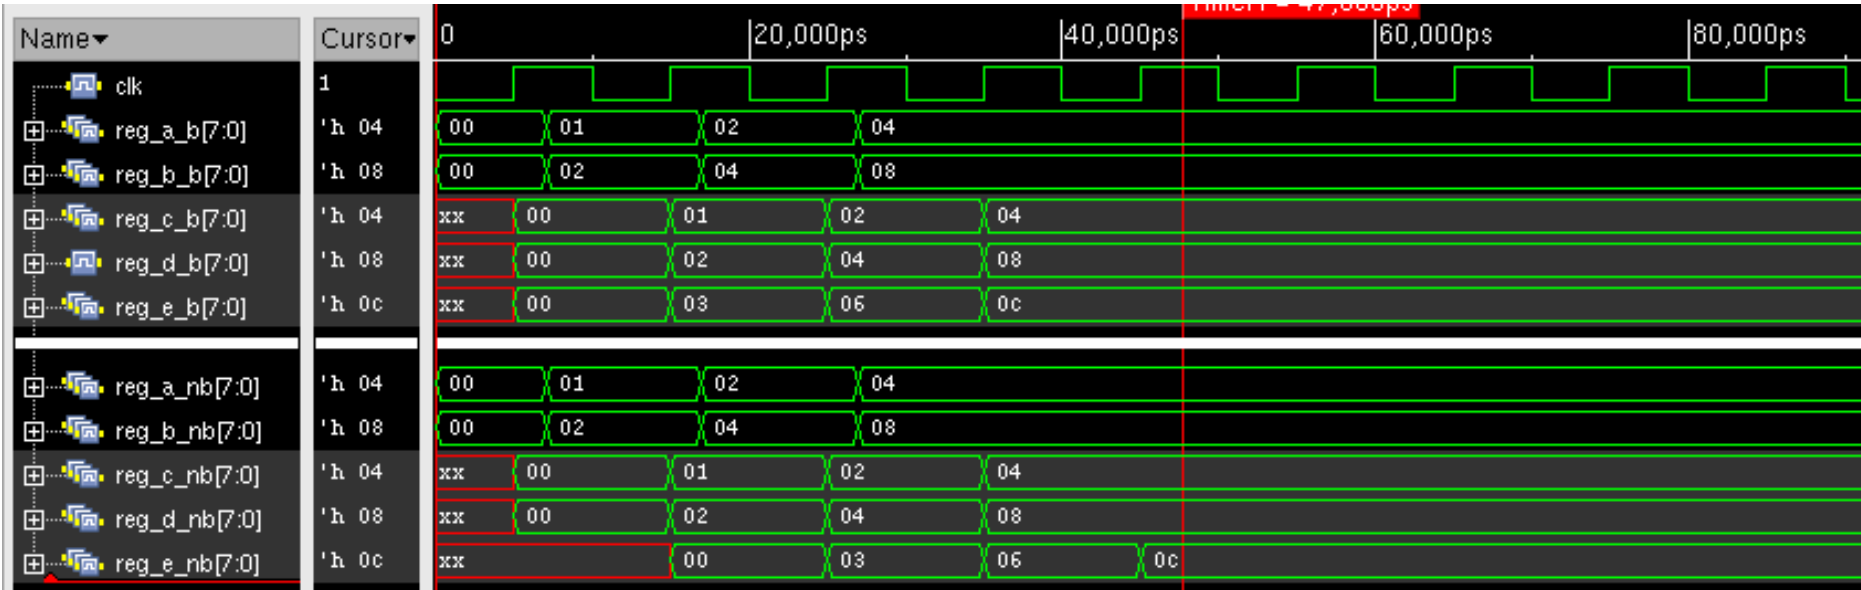 Timer1 = 47,000ps
Name Cursor 0 20,000ps 40,000ps 60,000ps 80,000ps
clk 1
reg_a_b[7:0] 'h 04 00 01 02 04
reg_b_b[7:0] 'h 08 00 02 04 08
reg_c_b[7:0] 'h 04 xx 00 01 02 04
reg_d_b[7:0] 'h 08 xx 00 02 04 08
reg_e_b[7:0] 'h 0c xx 00 03 06 0c
reg_a_nb[7:0] 'h 04 00 01 02 04
reg_b_nb[7:0] 'h 08 00 02 04 08
reg_c_nb[7:0] 'h 04 xx 00 01 02 04
reg_d_nb[7:0] 'h 08 xx 00 02 04 08
reg_e_nb[7:0] 'h 0c xx 00 03 06 0c